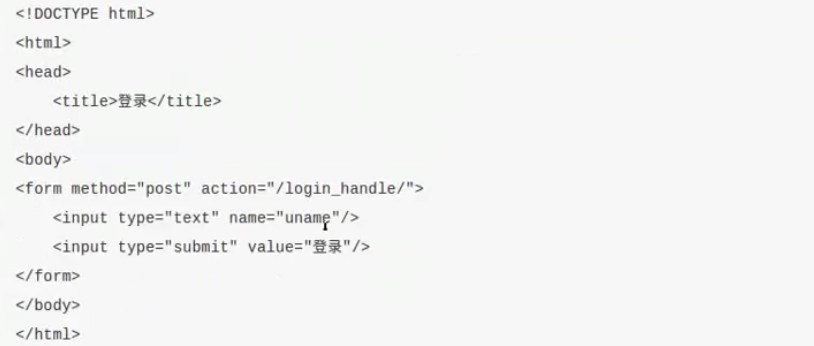 <!DOCTYPE html>
<html>
<head>
    <title>登录</title>
</head>
<body>
<form method="post" action="/login_handle/">
    <input type="text" name="uname"/>
    <input type="submit" value="登录"/>
</form>
</body>
</html>